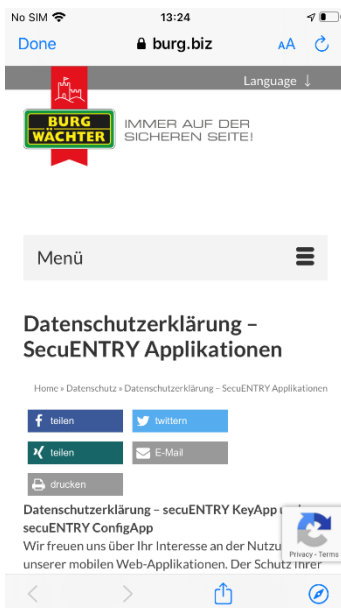 No SIM 13:24
Done burg.biz AA
Language ↓
BURG
WÄCHTER
IMMER AUF DER
SICHEREN SEITE!
Menü
Datenschutzerklärung –
SecuENTRY Applikationen
Home » Datenschutz » Datenschutzerklärung – SecuENTRY Applikationen
teilen twittern
teilen E-Mail
drucken
Datenschutzerklärung – secuENTRY KeyApp
secuENTRY ConfigApp
Wir freuen uns über Ihr Interesse an der
Privacy - Terms
unserer mobilen Web-Applikationen. Der Schutz Ihrer